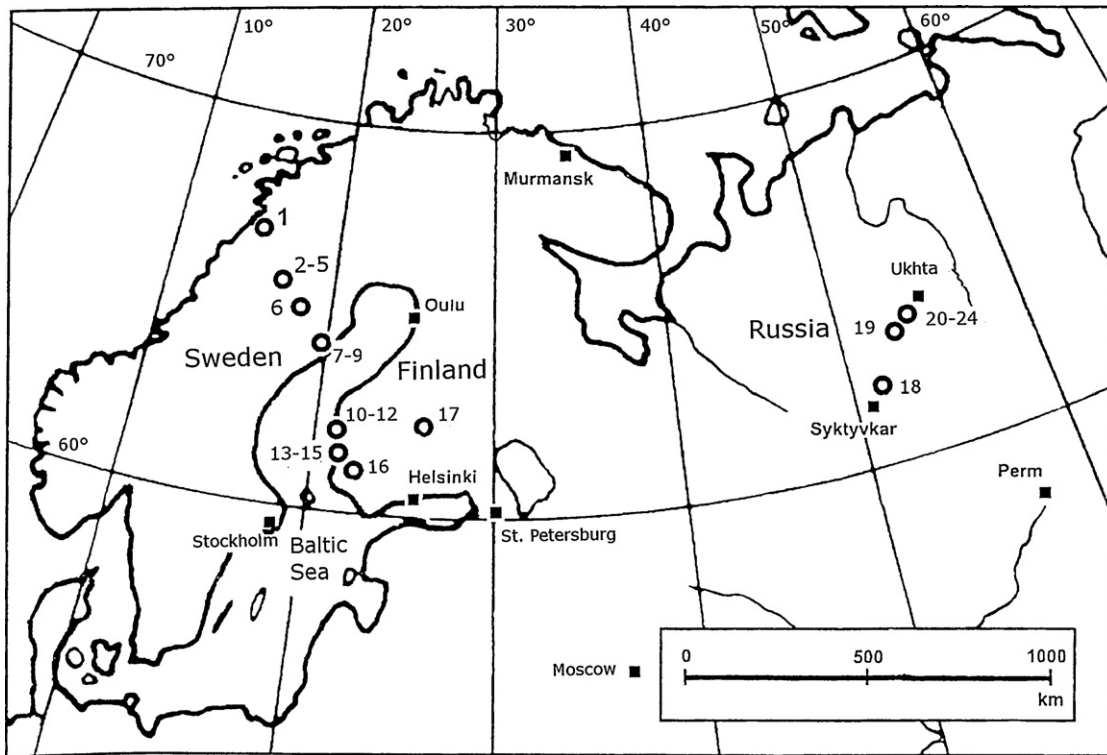 10°
20°
30°
40°
50°
60°
70°
Murmansk
1
2-5
Ukhta
6
Oulu
Russia
19
20-24
Sweden
7-9
Finland
18
10-12
17
Syktyvkar
13-15
60°
16
Helsinki
Perm
Stockholm
Baltic
Sea
St. Petersburg
0
500
1000
Moscow
km